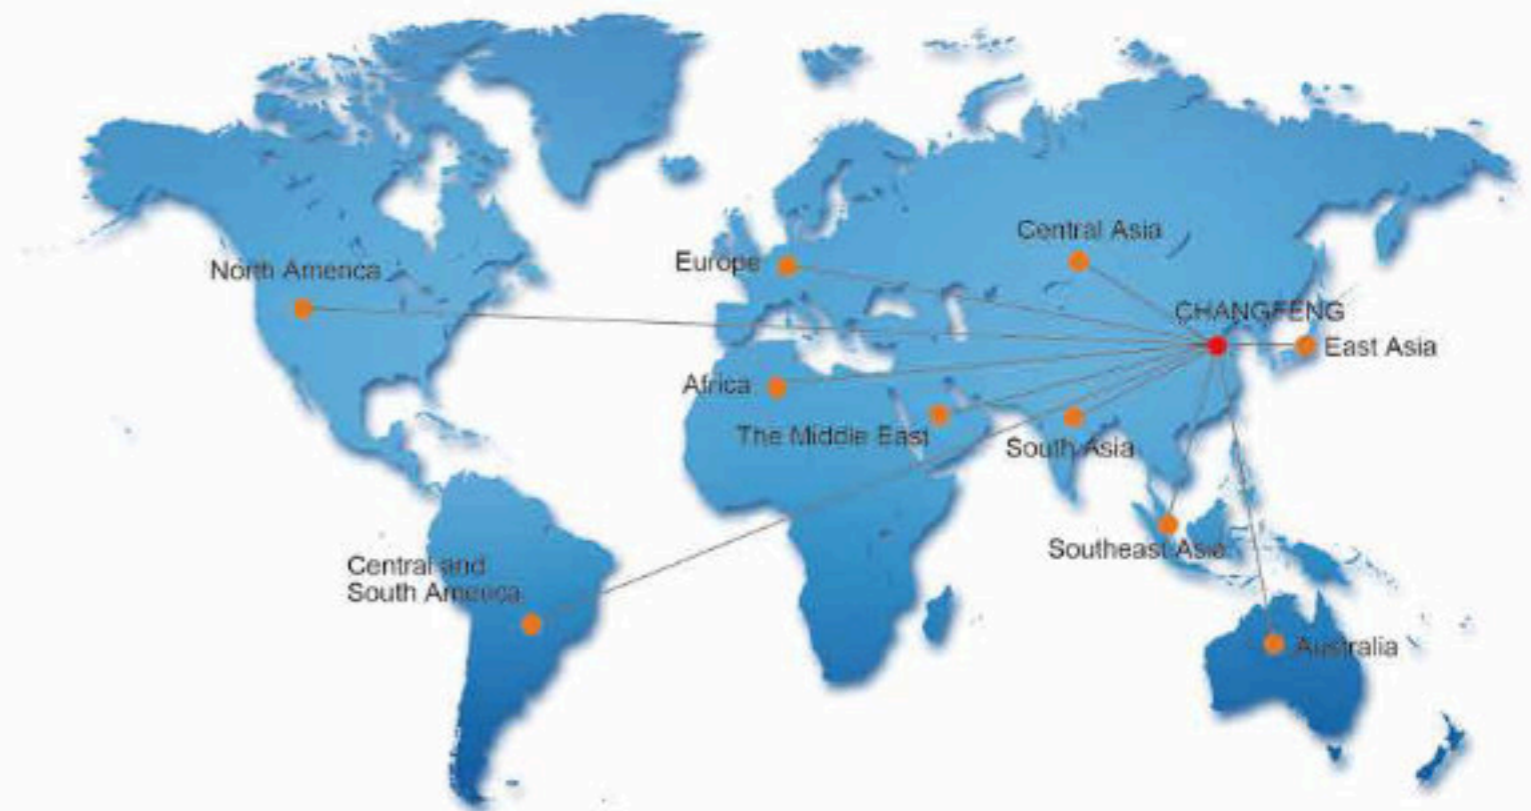 Central Asia
Europe
North America
CHANGFENG
East Asia
Africa
The Middle East
South Asia
Southeast Asia
Central and
South America
Australia